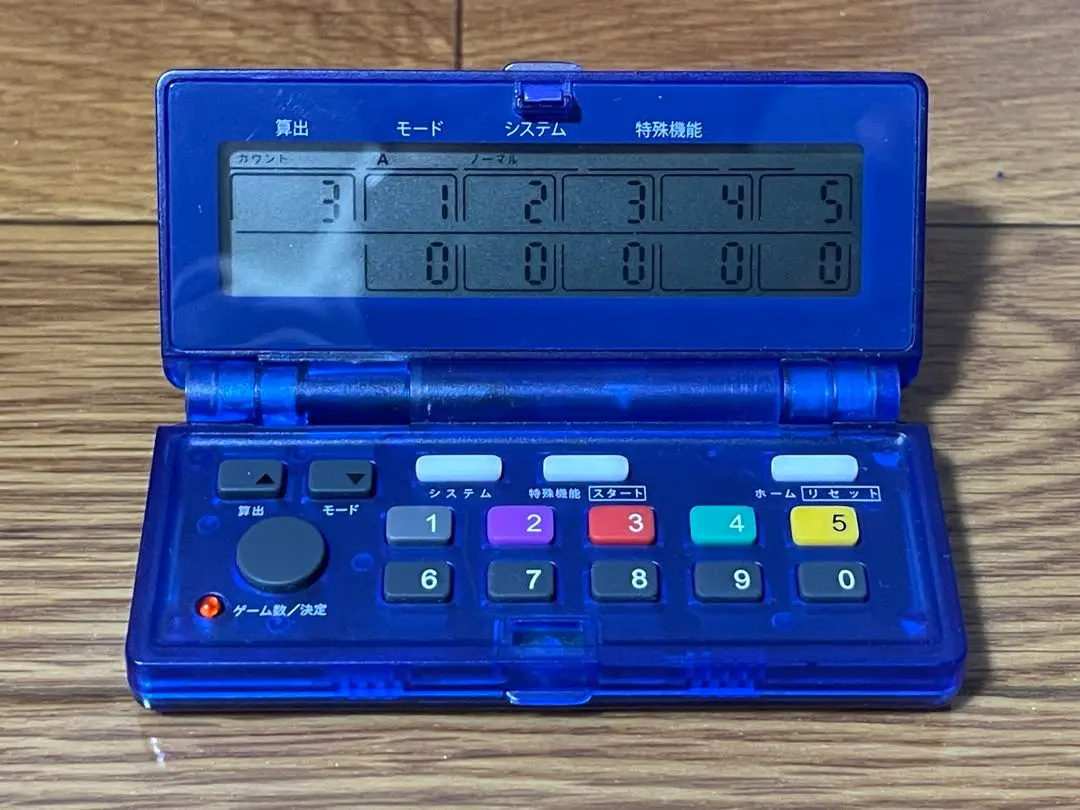 算出 モード システム 特殊機能
カウント A ノーマル
3 1 2 3 4 5
0 0 0 0 0
▲ ▼
算出 モード システム 特殊機能 スタート ホーム リセット
1 2 3 4 5
6 7 8 9 0
ゲーム数/決定